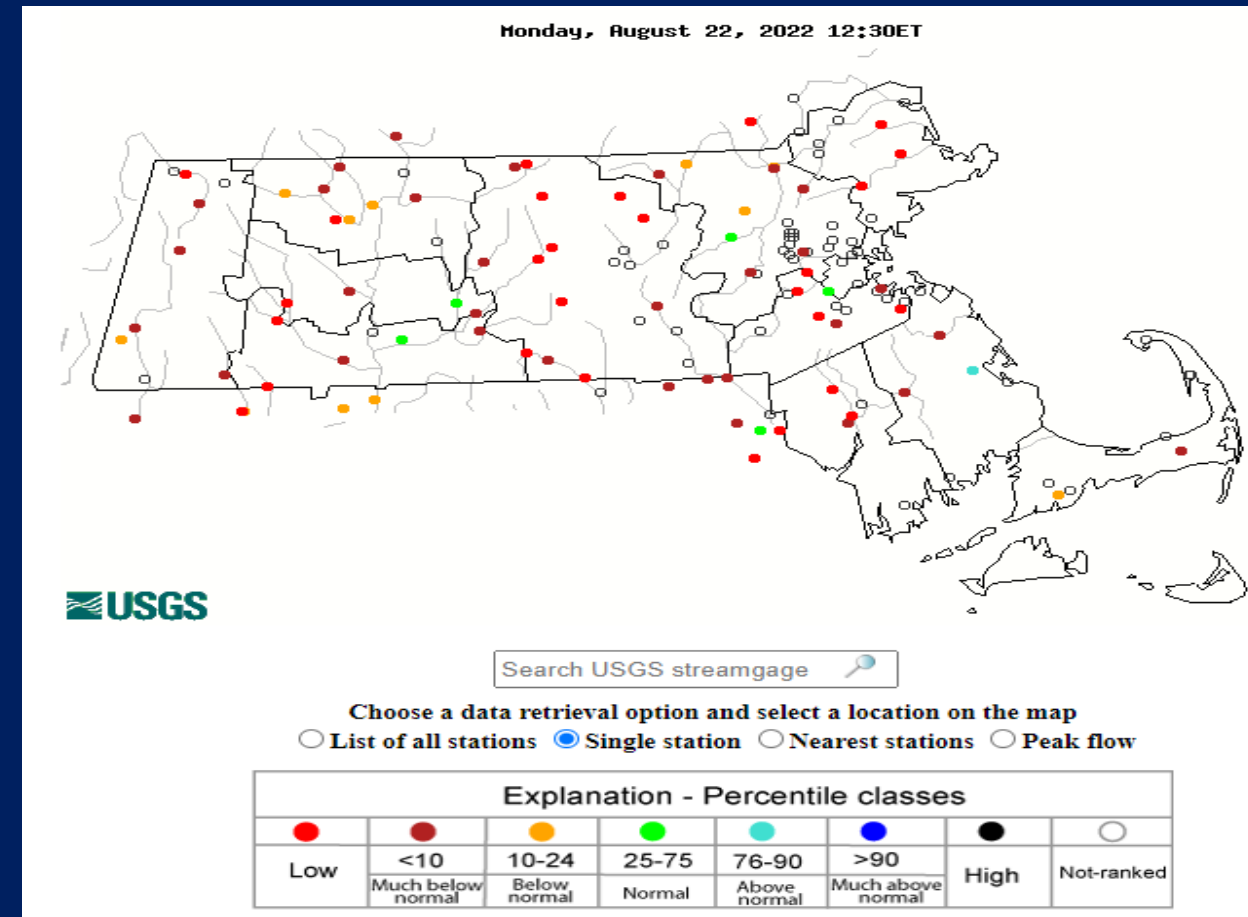 Monday, August 22, 2022 12:30ET
USGS
Search USGS streamgage
Choose a data retrieval option and select a location on the map
List of all stations Single station Nearest stations Peak flow
Explanation - Percentile classes
Low <10 10-24 25-75 76-90 >90 High Not-ranked
Much below normal Below normal Normal Above normal Much above normal